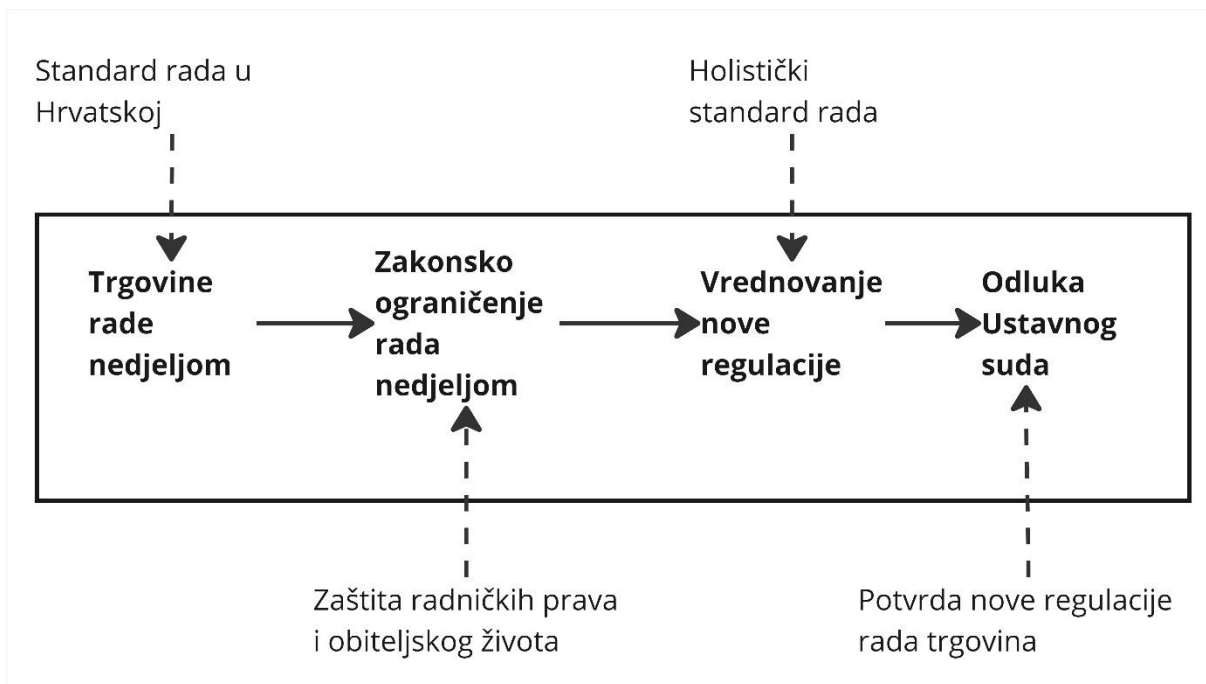 Standard rada u
Hrvatskoj
Holistički
standard rada
Trgovine
rade
nedjeljom
Zakonsko
ograničenje
rada
nedjeljom
Vrednovanje
nove
regulacije
Odluka
Ustavnog
suda
Zaštita radničkih prava
i obiteljskog života
Potvrda nove regulacije
rada trgovina